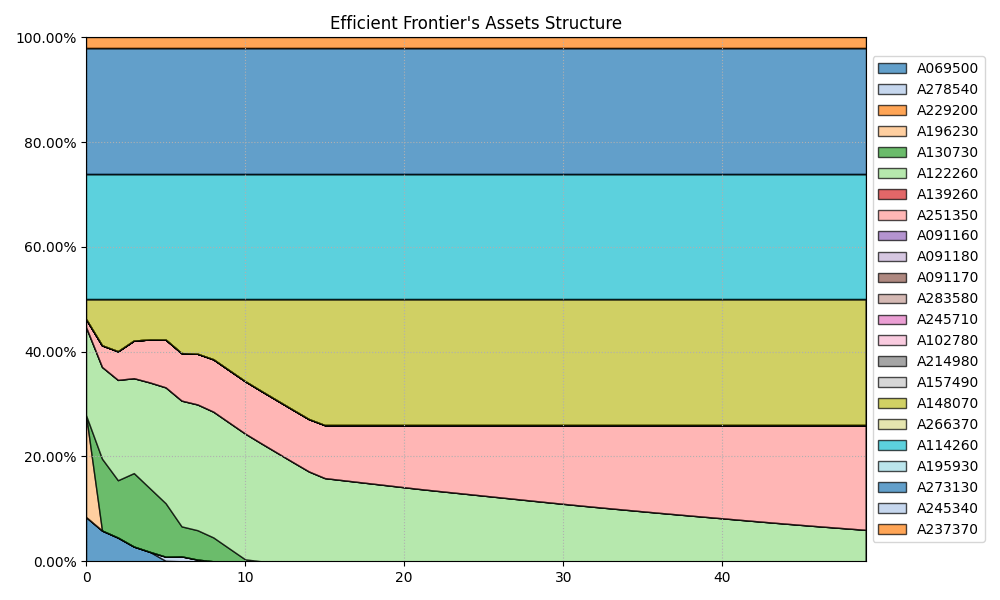 Efficient Frontier's Assets Structure
100.00%
80.00%
60.00%
40.00%
20.00%
0.00%
0
10
20
30
40
A069500
A278540
A229200
A196230
A130730
A122260
A139260
A251350
A091160
A091180
A091170
A283580
A245710
A102780
A214980
A157490
A148070
A266370
A114260
A195930
A273130
A245340
A237370